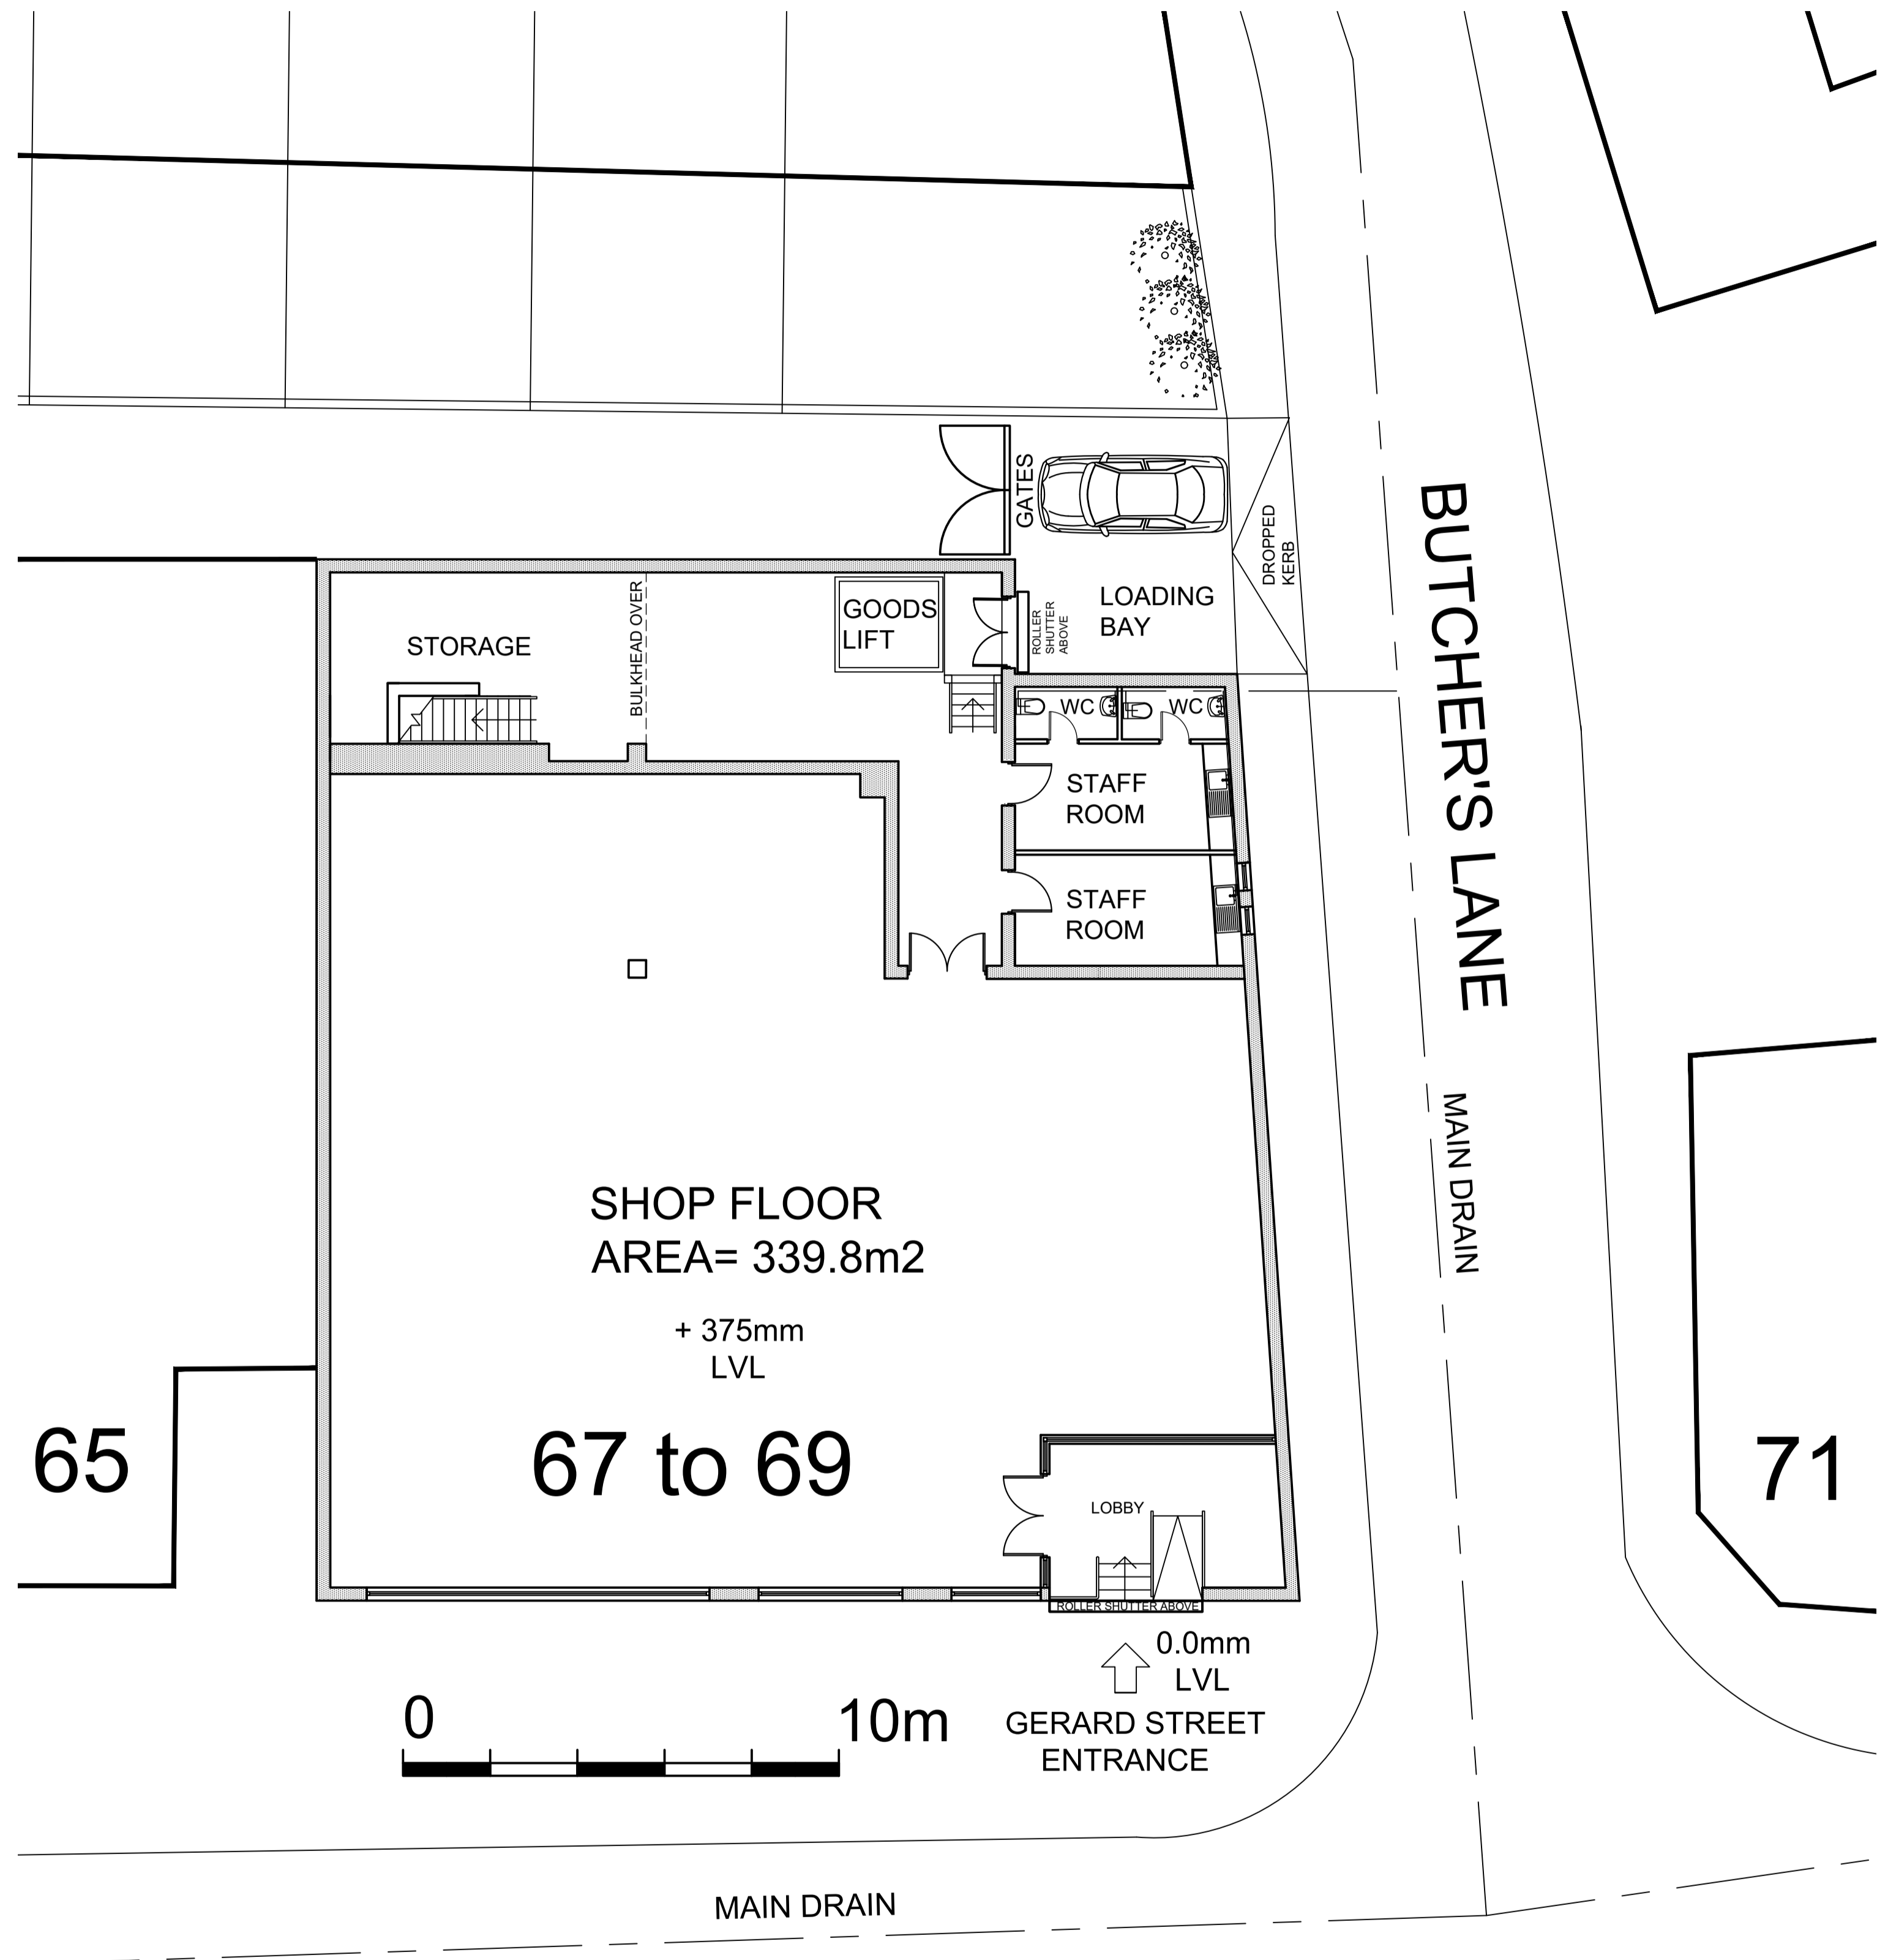 GATES
DROPPED
KERB
BUTCHER'S LANE
GOODS
LIFT
ROLLER
SHUTTER
ABOVE
LOADING
BAY
STORAGE
BULKHEAD OVER
WC
WC
STAFF
ROOM
STAFF
ROOM
MAIN DRAIN
SHOP FLOOR
AREA= 339.8m2
+ 375mm
LVL
65
67 to 69
71
LOBBY
ROLLER SHUTTER ABOVE
0.0mm
LVL
GERARD STREET
ENTRANCE
0
10m
MAIN DRAIN